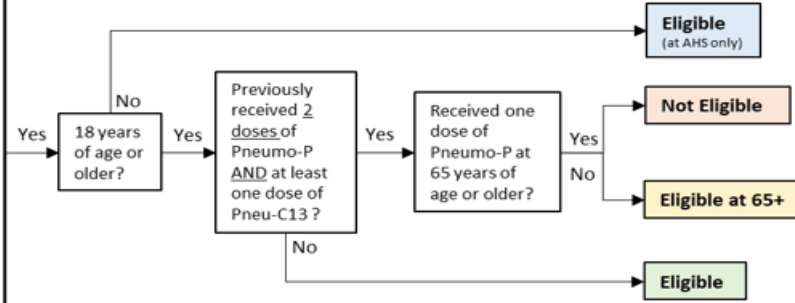 Eligible
(at AHS only)
No
Yes
18 years
of age or
older?
Yes
Previously
received 2
doses of
Pneumo-P
AND at least
one dose of
Pneu-C13 ?
Yes
Received one
dose of
Pneumo-P at
65 years of
age or older?
Yes
No
Not Eligible
Eligible at 65+
No
Eligible